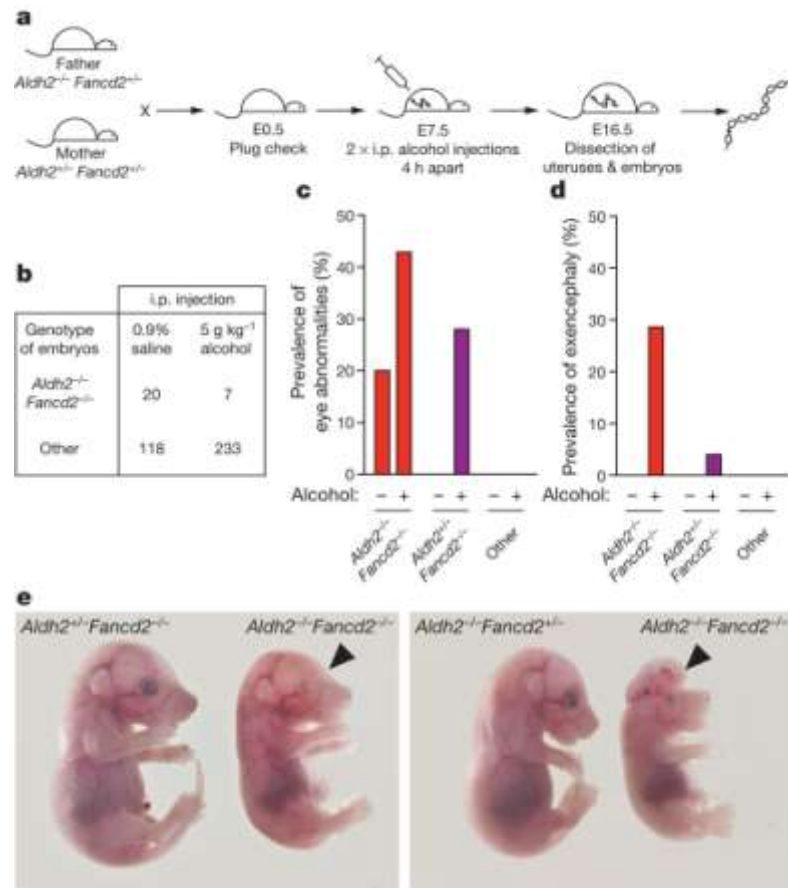 a
Father
Aldh2–/– Fancd2+/–
X
Mother
Aldh2+/– Fancd2+/–
E0.5
Plug check
E7.5
2 × i.p. alcohol injections
4 h apart
E16.5
Dissection of
uteruses & embryos
b
i.p. injection
Genotype
of embryos
0.9%
saline
5 g kg–1
alcohol
Aldh2–/–
Fancd2–/–
20
7
Other
118
233
c
Prevalence of
eye abnormalities (%)
50
40
30
20
10
0
Alcohol: – + – + – +
Aldh2–/–
Fancd2–/–
Aldh2+/–
Fancd2–/–
Other
d
Prevalence of exencephaly (%)
50
40
30
20
10
0
Alcohol: – + – + – +
Aldh2–/–
Fancd2–/–
Aldh2+/–
Fancd2–/–
Other
e
Aldh2+/–Fancd2–/–
Aldh2–/–Fancd2–/–
Aldh2–/–Fancd2+/–
Aldh2–/–Fancd2–/–